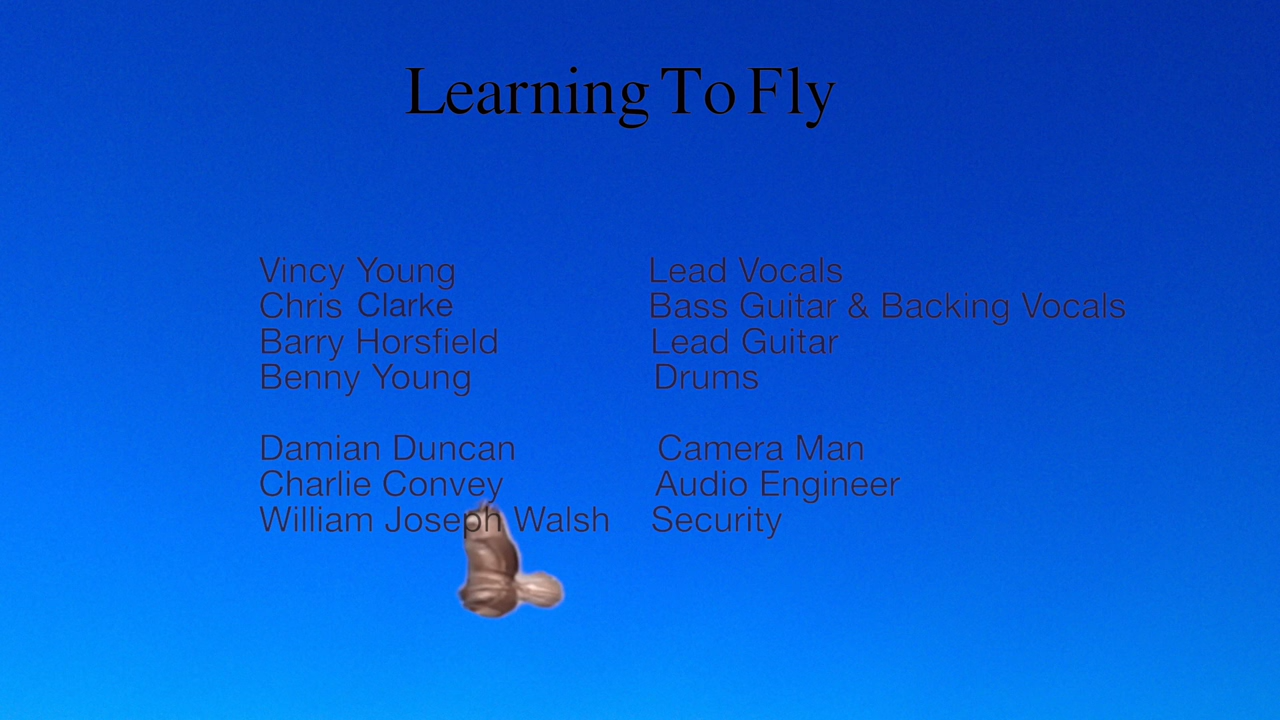 Learning To Fly
Vincy Young Lead Vocals
Chris Clarke Bass Guitar & Backing Vocals
Barry Horsfield Lead Guitar
Benny Young Drums
Damian Duncan Camera Man
Charlie Convey Audio Engineer
William Joseph Walsh Security